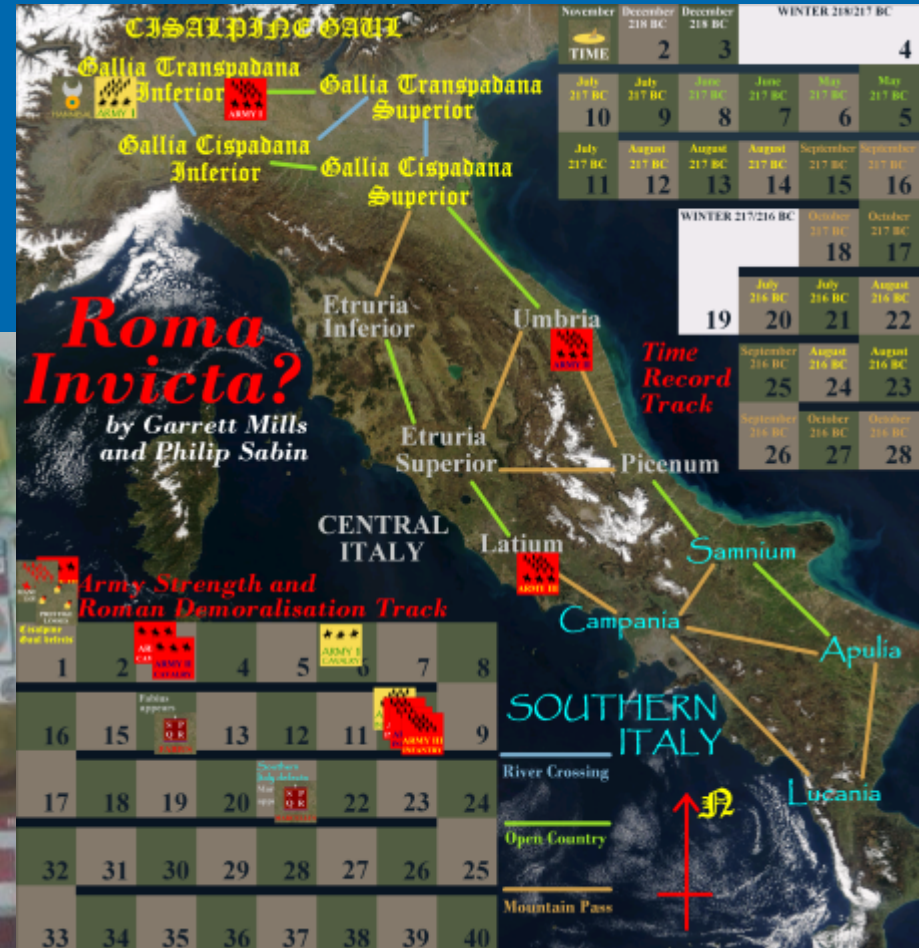 CISALPINE GAUL
Gallia Transpadana
Inferior
HANNIBAL
ARMY I
ARMY I
Gallia Transpadana
Superior
Gallia Cispadana
Inferior
Gallia Cispadana
Superior
November
TIME
December
218 BC
2
December
218 BC
3
WINTER 218/217 BC
4
July
217 BC
10
July
217 BC
9
June
217 BC
8
June
217 BC
7
May
217 BC
6
May
217 BC
5
July
217 BC
11
August
217 BC
12
August
217 BC
13
August
217 BC
14
September
217 BC
15
September
217 BC
16
WINTER 217/216 BC
19
October
217 BC
18
October
217 BC
17
July
216 BC
20
July
216 BC
21
August
216 BC
22
September
216 BC
25
August
216 BC
24
August
216 BC
23
September
216 BC
26
October
216 BC
27
October
216 BC
28
Time
Record
Track
Roma
Invicta?
by Garrett Mills
and Philip Sabin
Etruria
Inferior
Umbria
ARMY II
Etruria
Superior
Picenum
CENTRAL
ITALY
Latium
ARMY III
Samnium
Campania
Apulia
SOUTHERN
ITALY
Lucania
River Crossing
Open Country
Mountain Pass
N
Army Strength and
Roman Demoralisation Track
Cisalpine
Gaul defects
1
2
ARMY II
CAVALRY
4
5
ARMY I
CAVALRY
6
7
8
16
15
Fabius
appears
SPQR
13
12
11
ARMY III
INFANTRY
9
17
18
19
20
Southern
Italy defects
SPQR
22
23
24
32
31
30
29
28
27
26
25
33
34
35
36
37
38
39
40